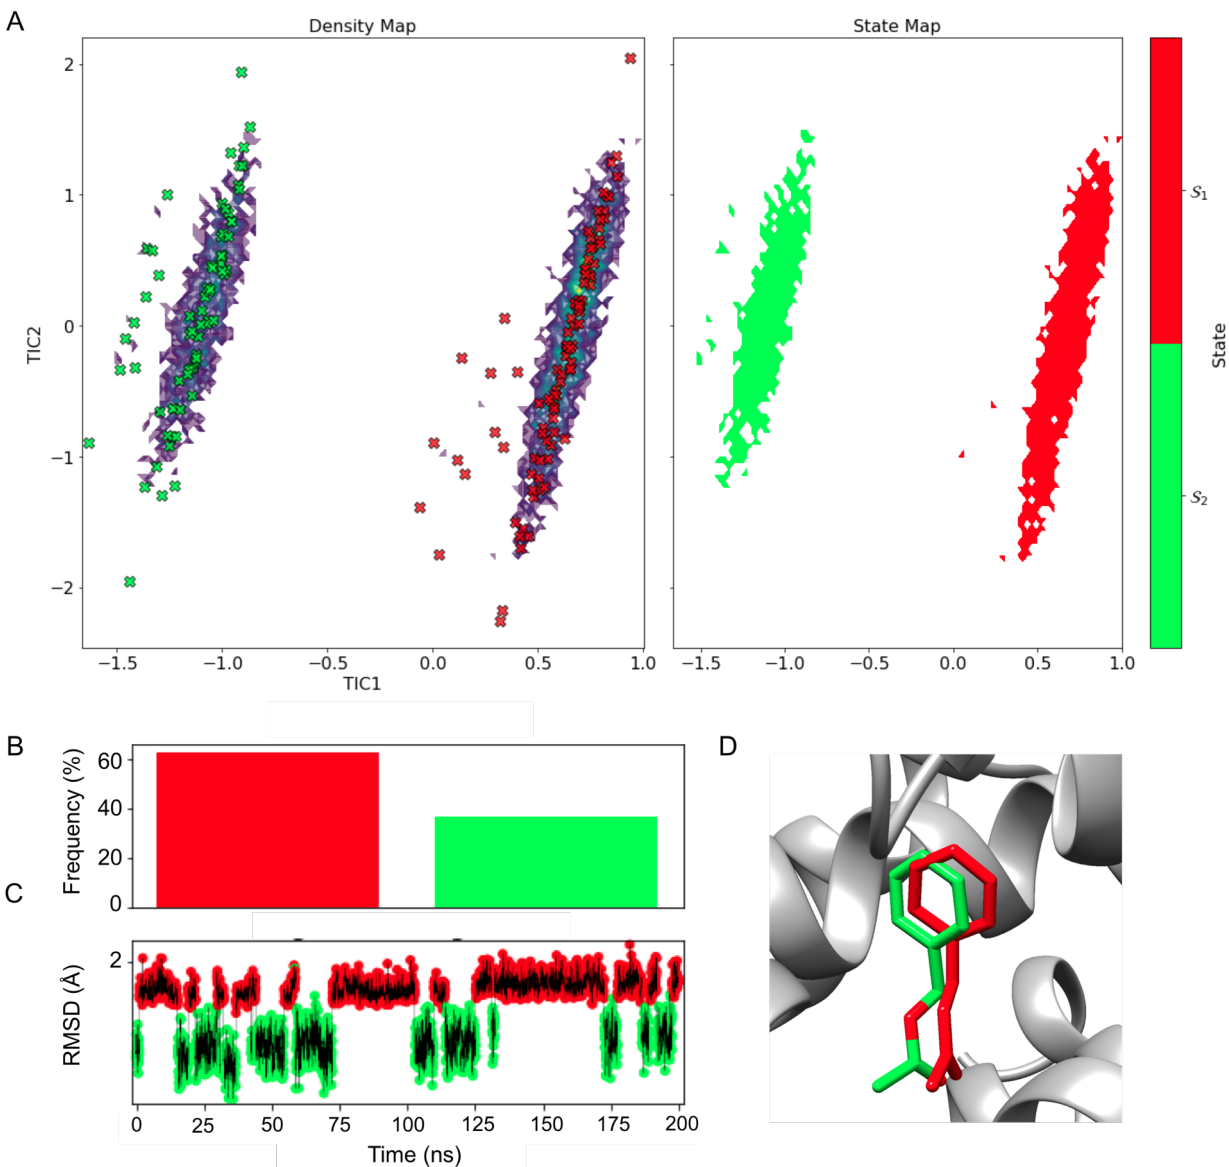 A
Density Map
State Map
2
1
0
−1
−2
TIC2
−1.5
−1.0
−0.5
0.0
0.5
1.0
TIC1
−1.5
−1.0
−0.5
0.0
0.5
1.0
S1
S2
State
B
60
40
20
0
Frequency (%)
C
2
RMSD (Å)
0
25
50
75
100
125
150
175
200
Time (ns)
D